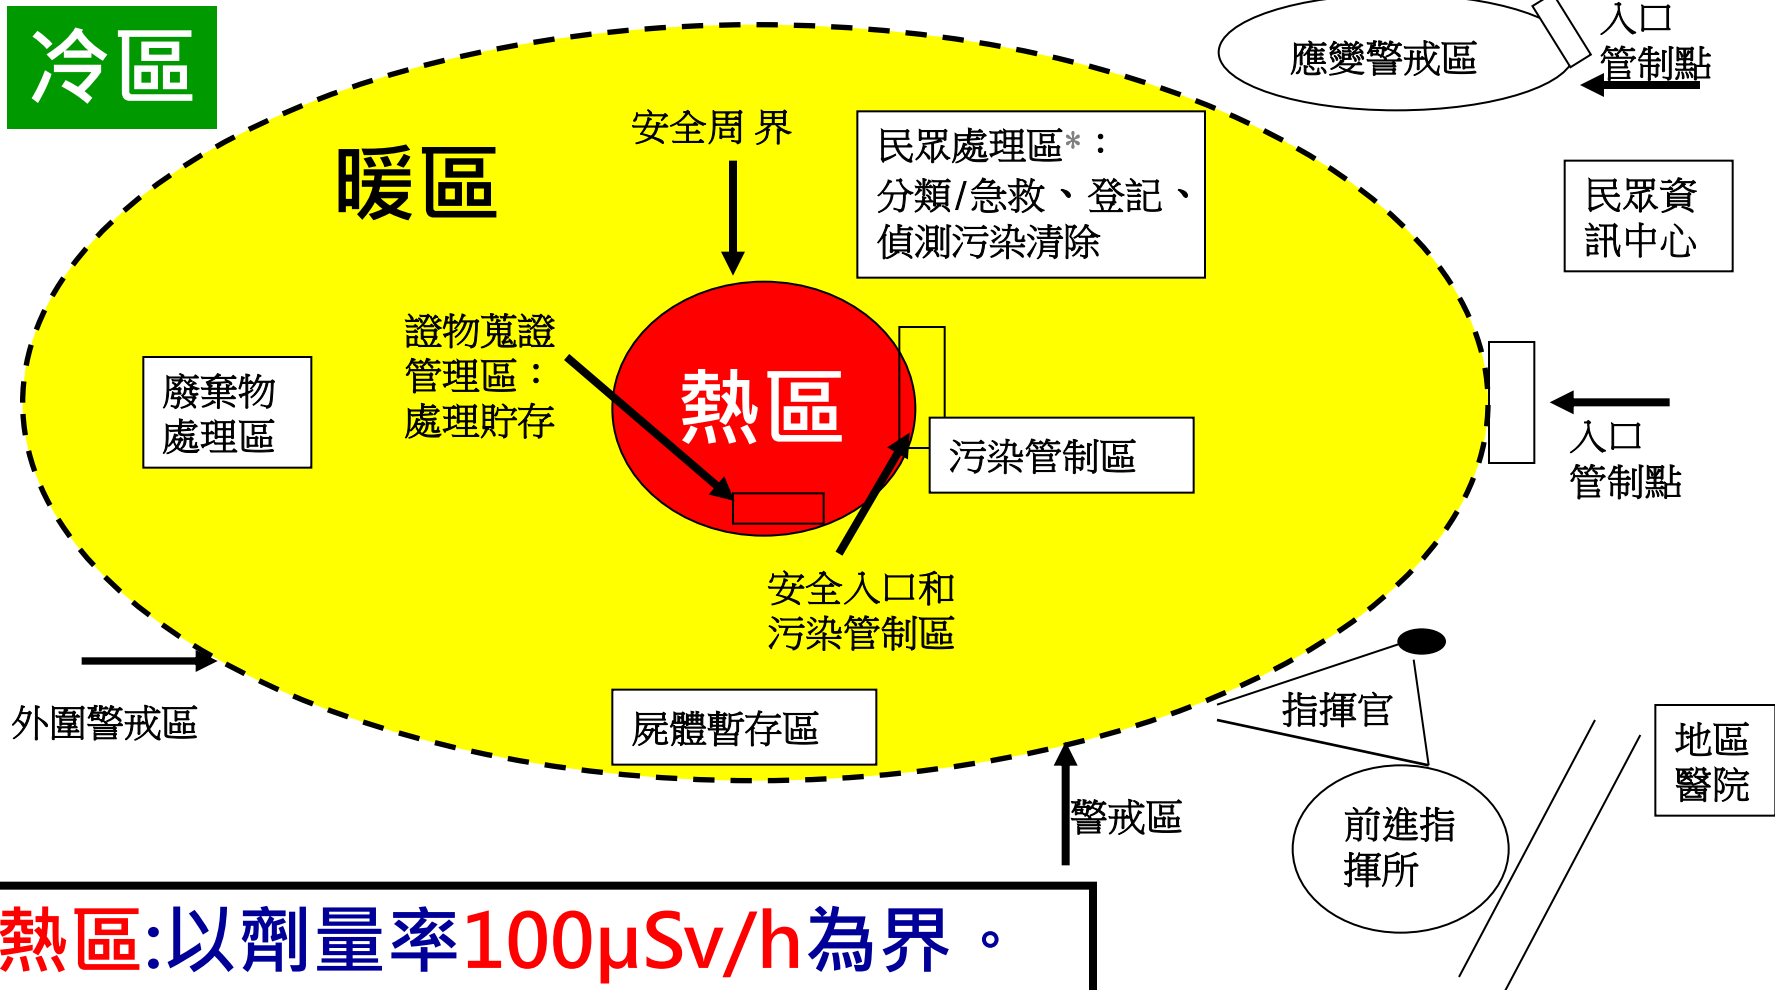 冷區
應變警戒區
入口
管制點
安全周 界
暖區
民眾處理區*：
分類/急救、登記、
偵測污染清除
民眾資
訊中心
證物蒐證
管理區：
處理貯存
廢棄物
處理區
熱區
污染管制區
入口
管制點
安全入口和
污染管制區
外圍警戒區
屍體暫存區
指揮官
地區
醫院
警戒區
前進指
揮所
熱區:以劑量率100μSv/h為界。